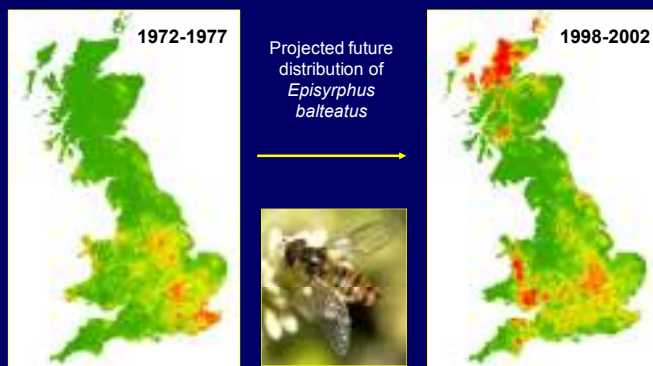 1972-1977
Projected future
distribution of
Episyrphus
balteatus
1998-2002